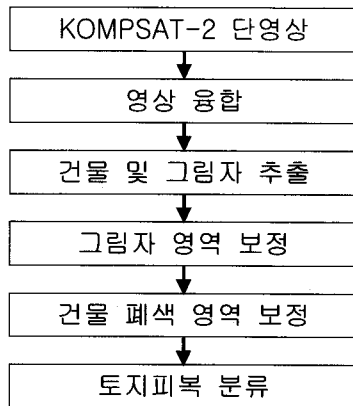 KOMPSAT-2 단영상
영상 융합
건물 및 그림자 추출
그림자 영역 보정
건물 폐색 영역 보정
토지피복 분류